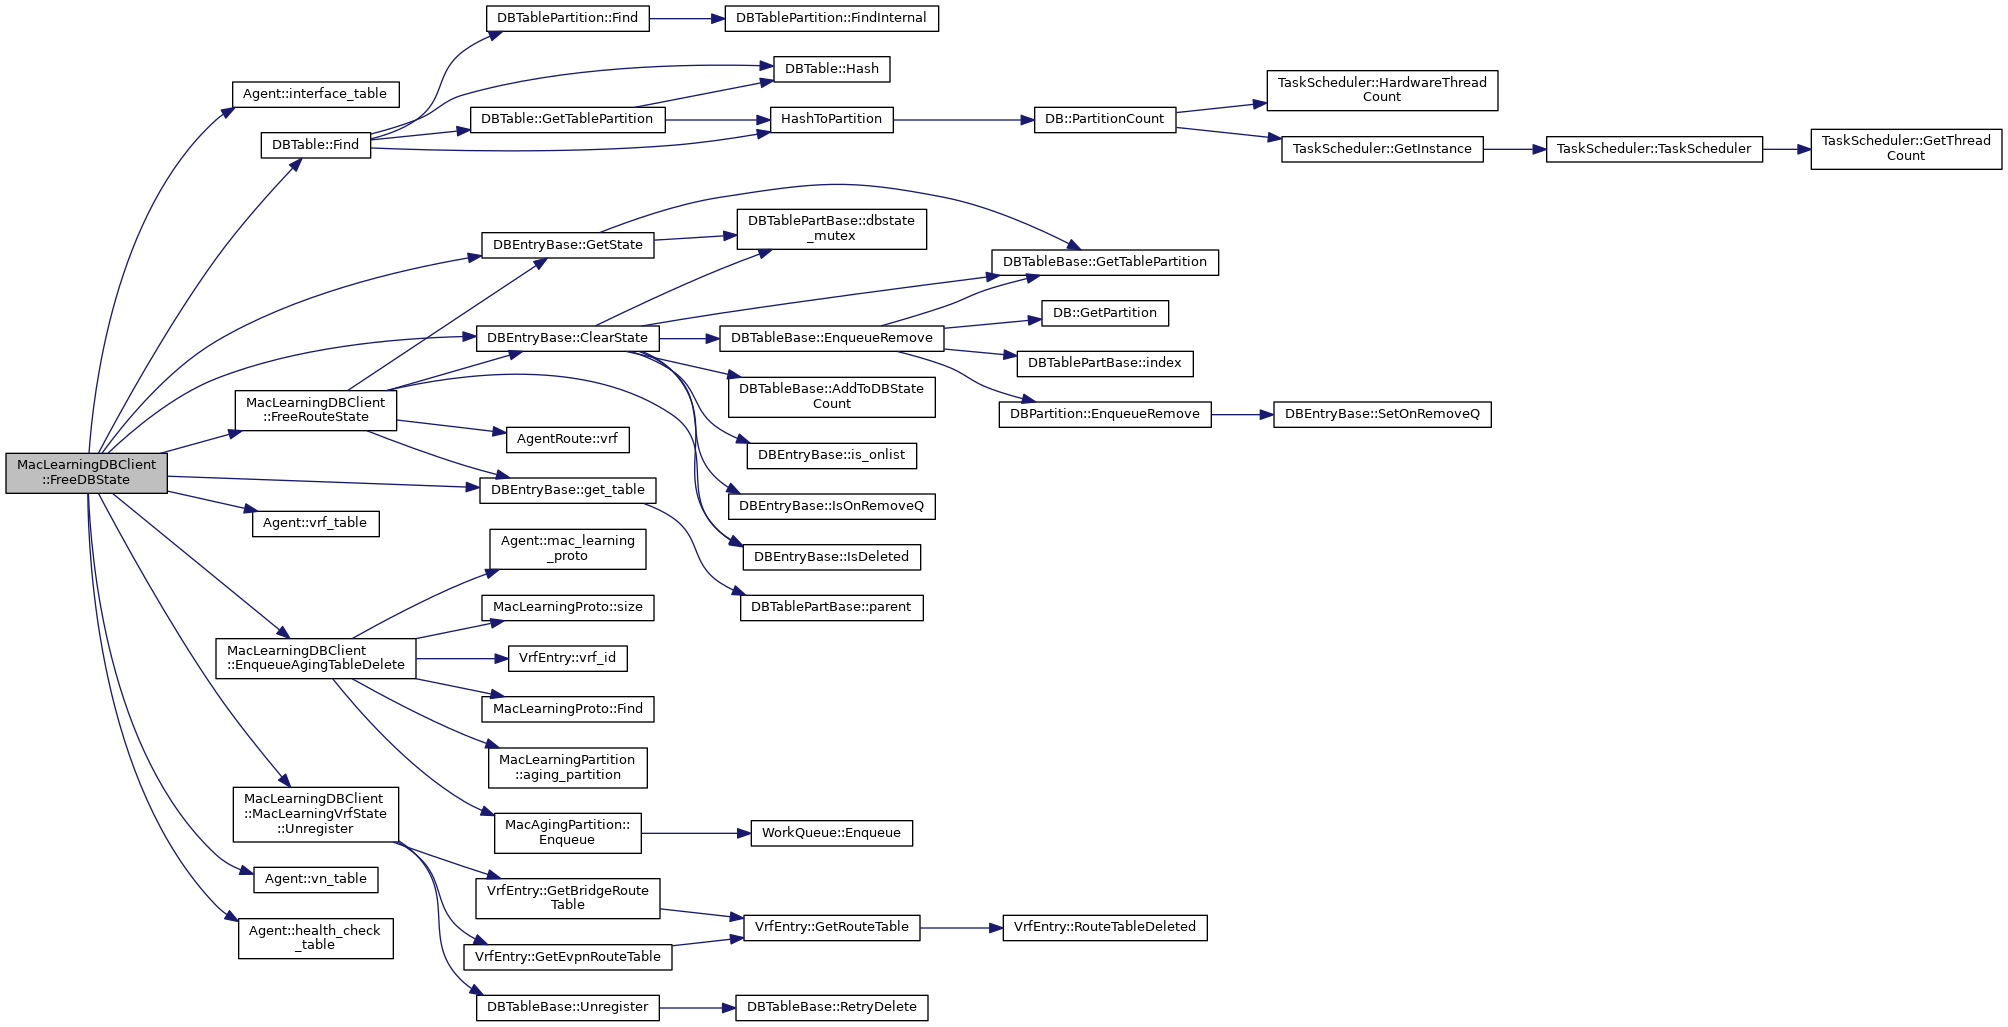 DBTablePartition::Find
DBTablePartition::FindInternal
DBTable::Hash
Agent::interface_table
TaskScheduler::HardwareThread
Count
DBTable::GetTablePartition
HashToPartition
DB::PartitionCount
DBTable::Find
TaskScheduler::GetInstance
TaskScheduler::TaskScheduler
TaskScheduler::GetThread
Count
DBEntryBase::GetState
DBTablePartBase::dbstate
_mutex
DBTableBase::GetTablePartition
DB::GetPartition
DBEntryBase::ClearState
DBTableBase::EnqueueRemove
DBTablePartBase::index
DBTableBase::AddToDBState
Count
MacLearningDBClient
::FreeRouteState
DBPartition::EnqueueRemove
DBEntryBase::SetOnRemoveQ
AgentRoute::vrf
DBEntryBase::is_onlist
MacLearningDBClient
::FreeDBState
DBEntryBase::get_table
DBEntryBase::IsOnRemoveQ
Agent::vrf_table
Agent::mac_learning
_proto
DBEntryBase::IsDeleted
MacLearningProto::size
DBTablePartBase::parent
MacLearningDBClient
::EnqueueAgingTableDelete
VrfEntry::vrf_id
MacLearningProto::Find
MacLearningPartition
::aging_partition
MacLearningDBClient
::MacLearningVrfState
::Unregister
MacAgingPartition::
Enqueue
WorkQueue::Enqueue
Agent::vn_table
VrfEntry::GetBridgeRoute
Table
Agent::health_check
_table
VrfEntry::GetRouteTable
VrfEntry::RouteTableDeleted
VrfEntry::GetEvpnRouteTable
DBTableBase::Unregister
DBTableBase::RetryDelete